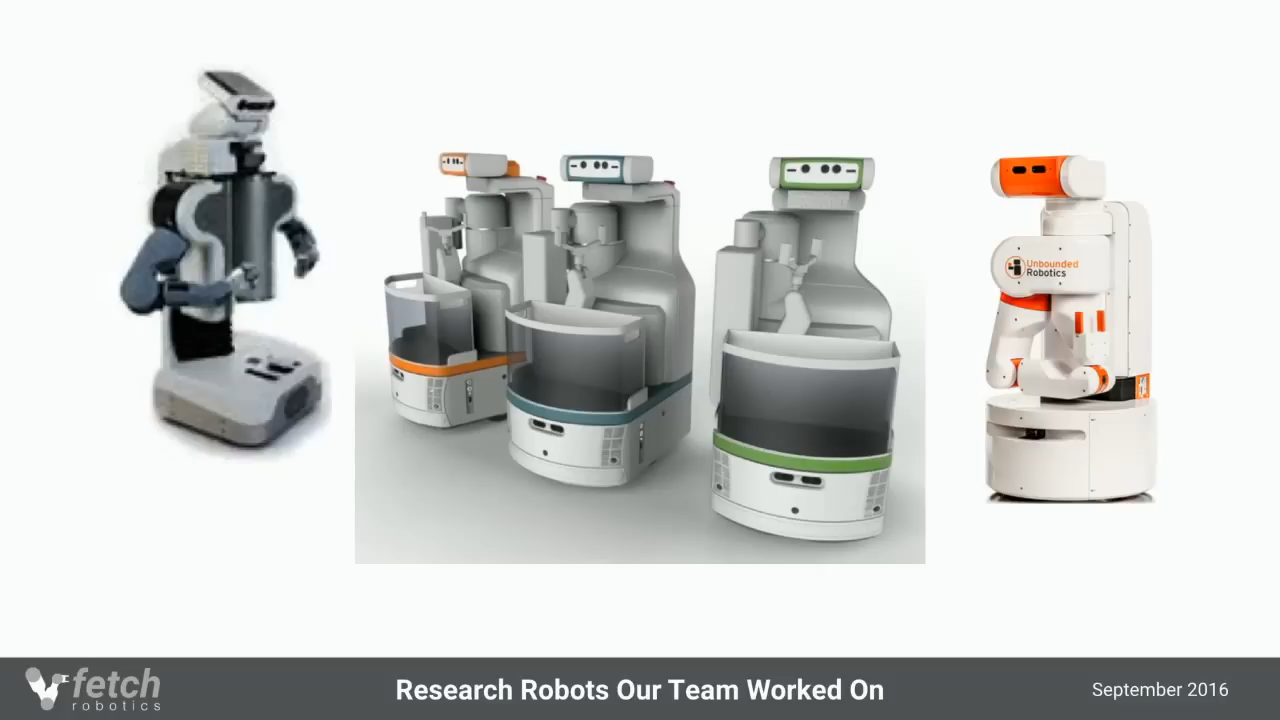 Unbounded
Robotics
fetch
robotics
Research Robots Our Team Worked On
September 2016